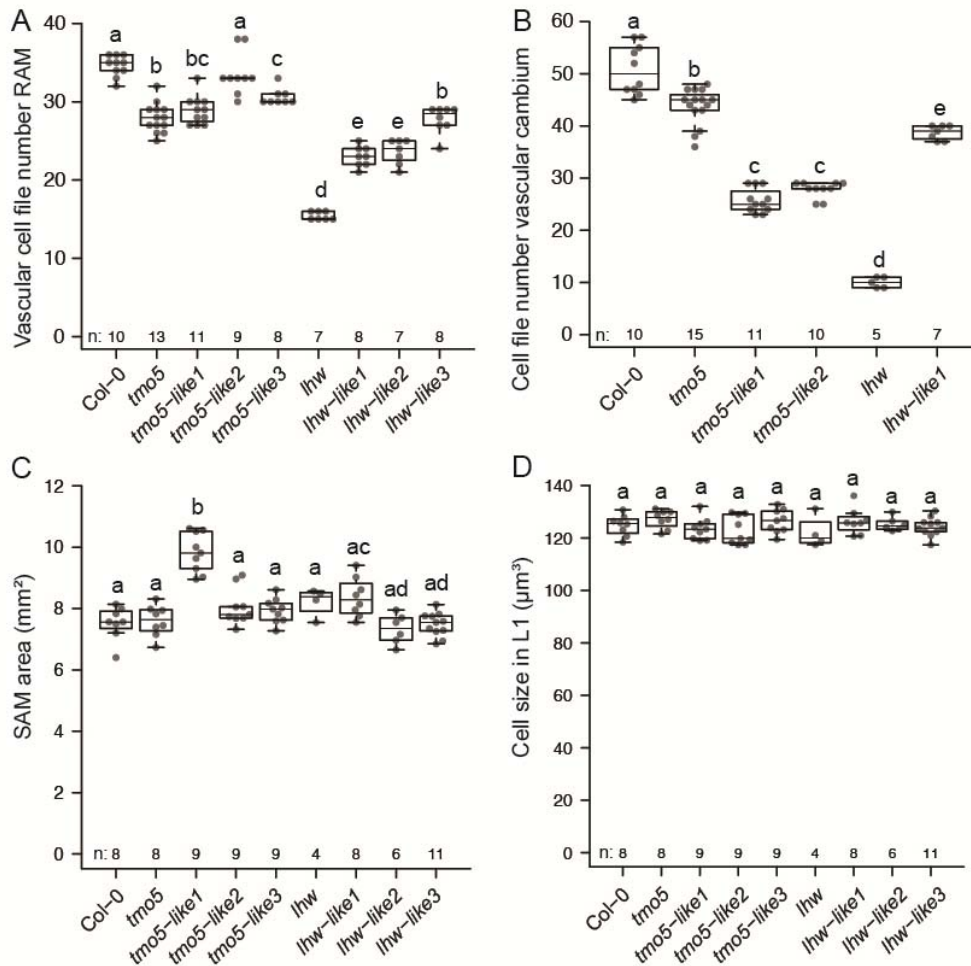 A
Vascular cell file number RAM
40
30
20
10
0
a
b
bc
a
c
d
e
e
b
n: 10 13 11 9 8 7 8 7 8
Col-0
tmo5
tmo5-like1
tmo5-like2
tmo5-like3
lhw
lhw-like1
lhw-like2
lhw-like3
B
Cell file number vascular cambium
60
50
40
30
20
10
0
a
b
c
c
d
e
n: 10 15 11 10 5 7
Col-0
tmo5
tmo5-like1
tmo5-like2
lhw
lhw-like1
C
SAM area (mm²)
12
10
8
6
4
2
0
a
a
b
a
a
a
ac
ad
ad
n: 8 8 9 9 9 4 8 6 11
Col-0
tmo5
tmo5-like1
tmo5-like2
tmo5-like3
lhw
lhw-like1
lhw-like2
lhw-like3
D
Cell size in L1 (µm³)
140
120
100
80
60
40
20
0
a
a
a
a
a
a
a
a
a
n: 8 8 9 9 9 4 8 6 11
Col-0
tmo5
tmo5-like1
tmo5-like2
tmo5-like3
lhw
lhw-like1
lhw-like2
lhw-like3